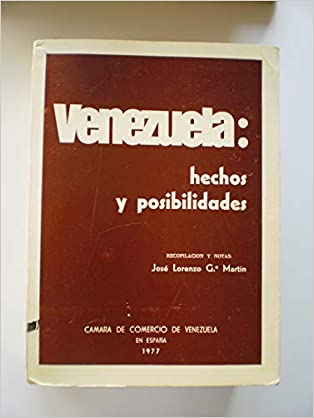 Venezuela:
hechos
y posibilidades
RECOPILACION Y NOTAS
José Lorenzo G.ª Martín
CAMARA DE COMERCIO DE VENEZUELA
EN ESPAÑA
1977